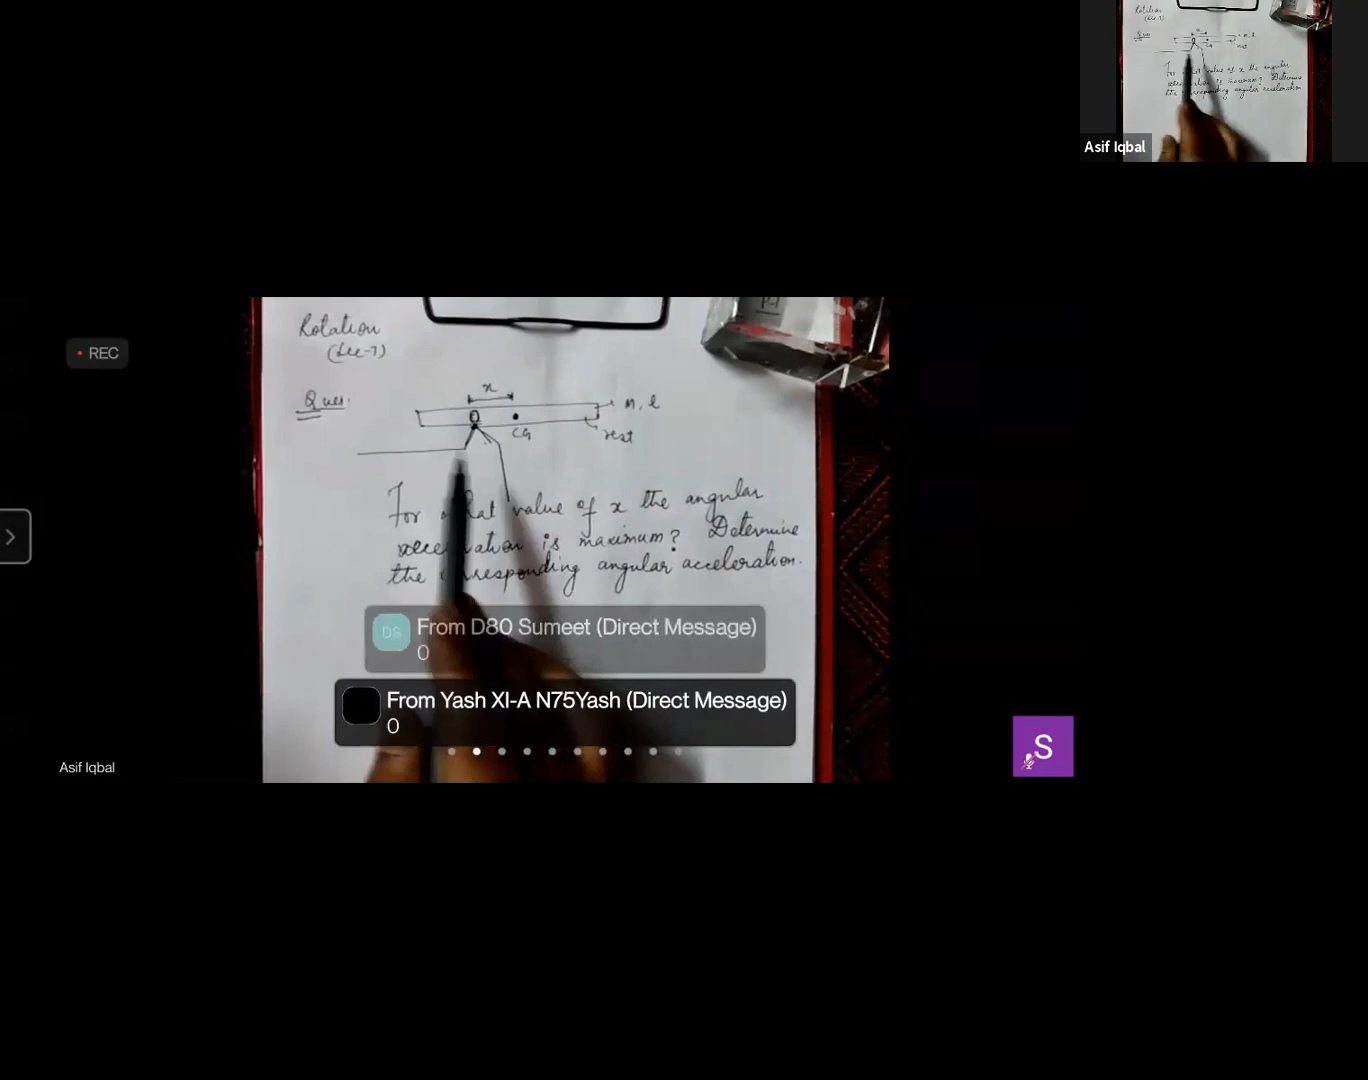 Rotation
(Lec-7)
Asif Iqbal
REC
Ques.
x
M, l
CG
rest
For what value of x the angular
acceleration is maximum? Determine
the corresponding angular acceleration.
DS
From D80 Sumeet (Direct Message)
0
From Yash XI-A N75Yash (Direct Message)
0
S
Asif Iqbal
P-1